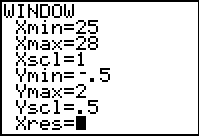 WINDOW
Xmin=25
Xmax=28
Xscl=1
Ymin=-.5
Ymax=2
Yscl=.5
Xres=